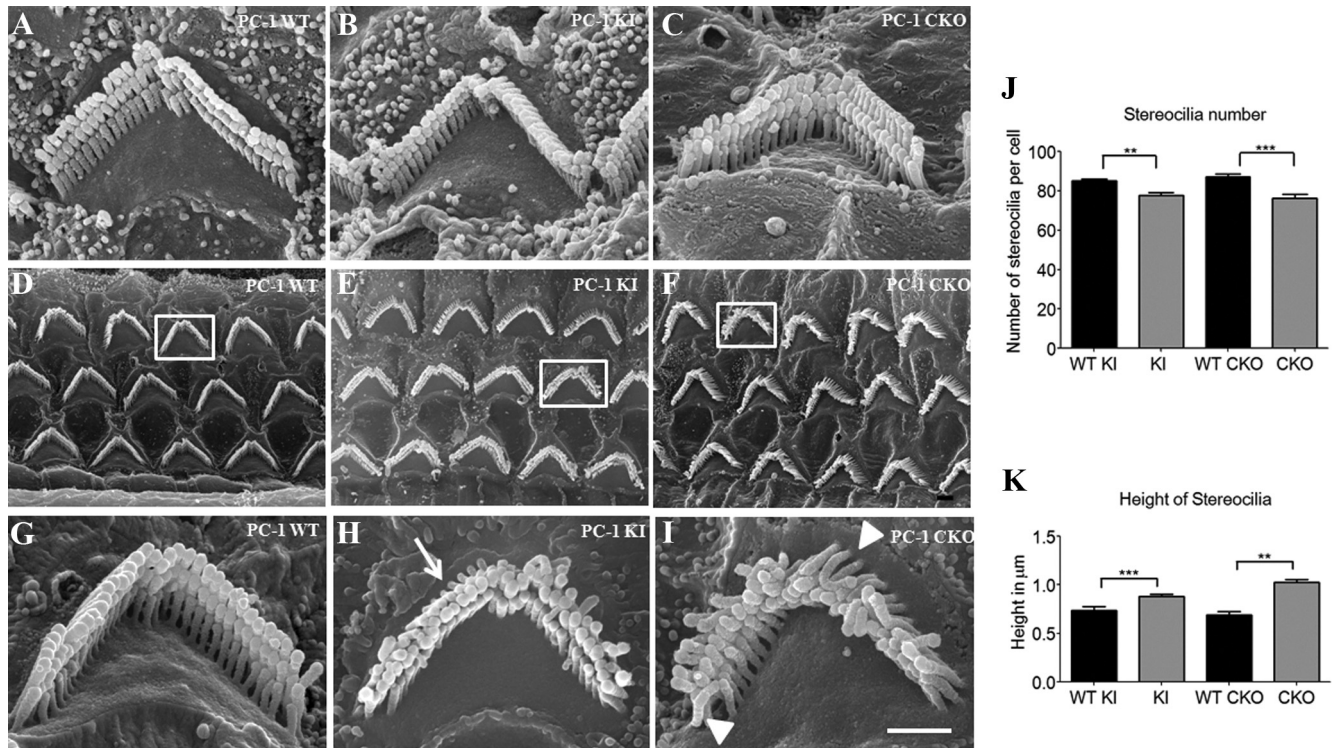 A PC-1 WT
B PC-1 KI
C PC-1 CKO
D PC-1 WT
E PC-1 KI
F PC-1 CKO
G PC-1 WT
H PC-1 KI
I PC-1 CKO
J
Stereocilia number
Number of stereocilia per cell
100
80
60
40
20
0
**
***
WT KI KI WT CKO CKO
K
Height of Stereocilia
Height in μm
1.5
1.0
0.5
0.0
***
**
WT KI KI WT CKO CKO